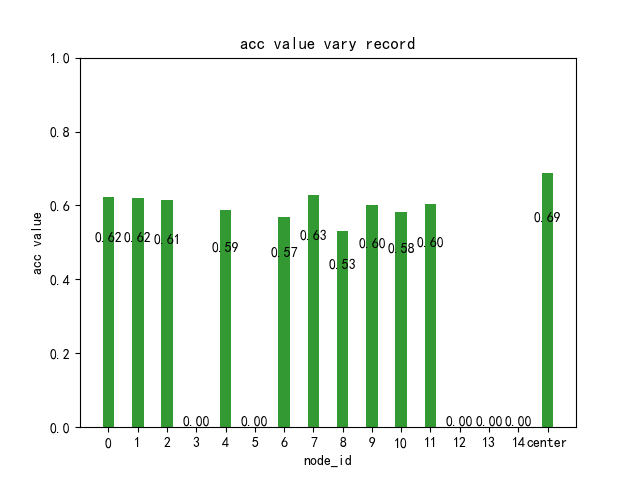 acc value vary record
1.0
0.8
0.6
0.4
0.2
0.0
acc value
0.62 0.62 0.61 0.00 0.59 0.00 0.57 0.63 0.53 0.60 0.58 0.60 0.00 0.00 0.00 0.69
0 1 2 3 4 5 6 7 8 9 10 11 12 13 14 center
node_id